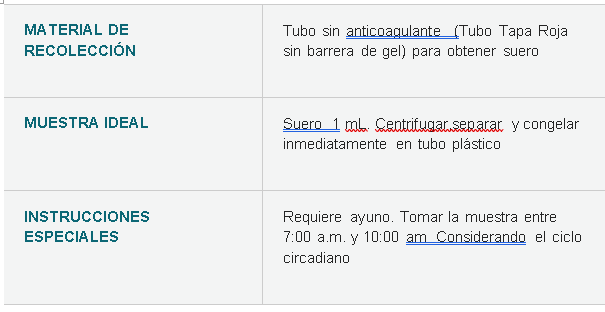 MATERIAL DE
RECOLECCIÓN
Tubo sin anticoagulante (Tubo Tapa Roja
sin barrera de gel) para obtener suero
MUESTRA IDEAL
Suero 1 mL. Centrifugar,separar y congelar
inmediatamente en tubo plástico
INSTRUCCIONES
ESPECIALES
Requiere ayuno. Tomar la muestra entre
7:00 a.m. y 10:00 am Considerando el ciclo
circadiano